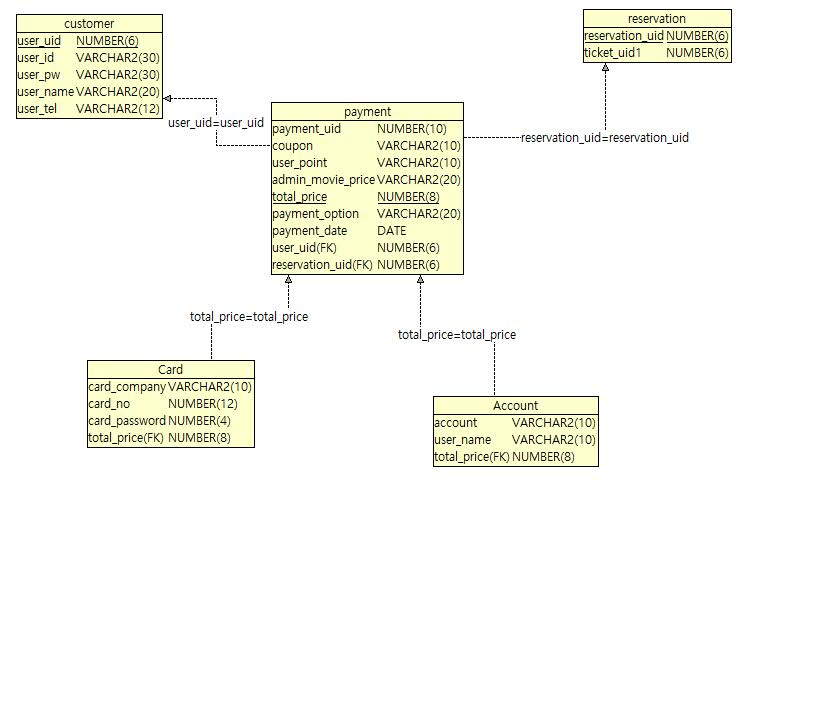 customer
user_uid NUMBER(6)
user_id VARCHAR2(30)
user_pw VARCHAR2(30)
user_name VARCHAR2(20)
user_tel VARCHAR2(12)
reservation
reservation_uid NUMBER(6)
ticket_uid1 NUMBER(6)
user_uid=user_uid
payment
payment_uid NUMBER(10)
coupon VARCHAR2(10)
user_point VARCHAR2(10)
admin_movie_price VARCHAR2(20)
total_price NUMBER(8)
payment_option VARCHAR2(20)
payment_date DATE
user_uid(FK) NUMBER(6)
reservation_uid(FK) NUMBER(6)
reservation_uid=reservation_uid
total_price=total_price
total_price=total_price
Card
card_company VARCHAR2(10)
card_no NUMBER(12)
card_password NUMBER(4)
total_price(FK) NUMBER(8)
Account
account VARCHAR2(10)
user_name VARCHAR2(10)
total_price(FK) NUMBER(8)